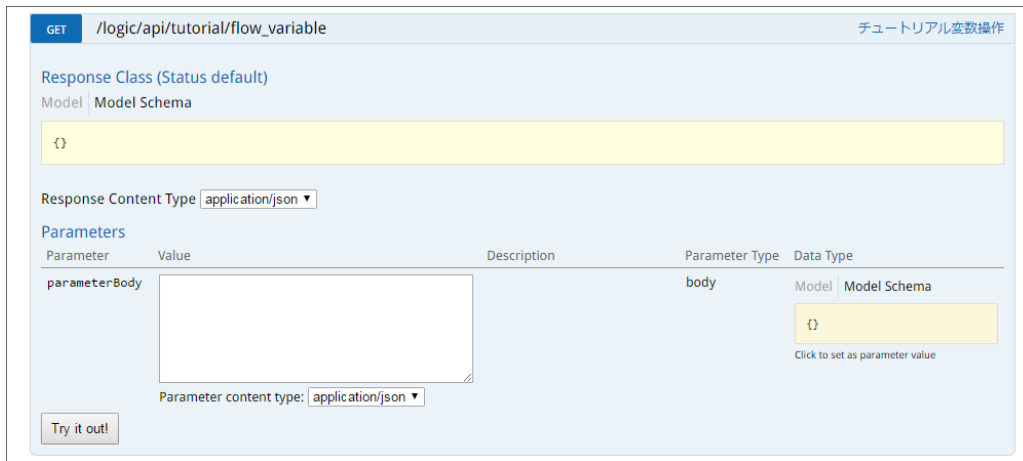 GET /logic/api/tutorial/flow_variable チュートリアル変数操作
Response Class (Status default)
Model Model Schema
{}
Response Content Type application/json
Parameters
Parameter Value Description Parameter Type Data Type
parameterBody body Model Model Schema
{}
Click to set as parameter value
Parameter content type: application/json
Try it out!